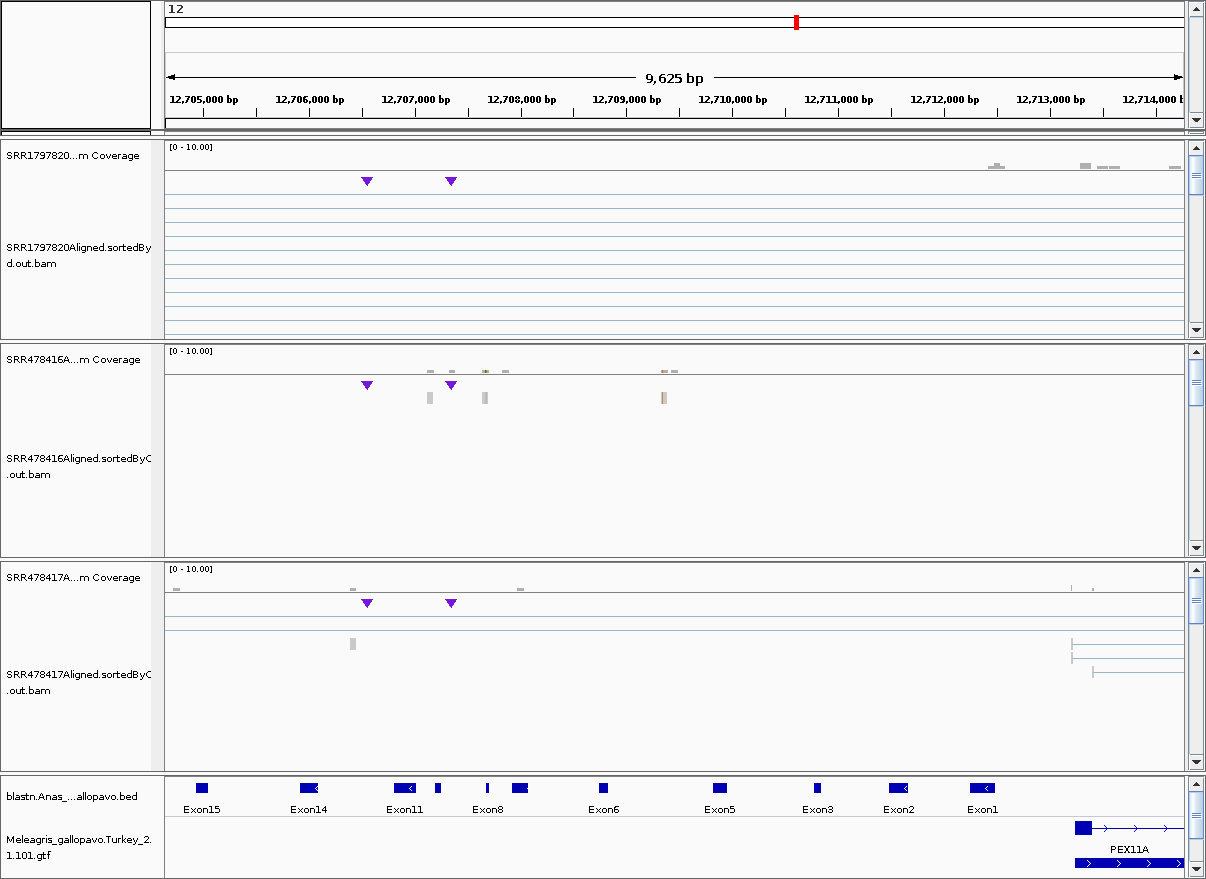 12
9,625 bp
12,705,000 bp 12,706,000 bp 12,707,000 bp 12,708,000 bp 12,709,000 bp 12,710,000 bp 12,711,000 bp 12,712,000 bp 12,713,000 bp 12,714,000 b
SRR1797820...m Coverage
[0 - 10.00]
SRR1797820Aligned.sortedBy
d.out.bam
SRR478416A...m Coverage
[0 - 10.00]
SRR478416Aligned.sortedByC
.out.bam
SRR478417A...m Coverage
[0 - 10.00]
SRR478417Aligned.sortedByC
.out.bam
blastn.Anas_...allopavo.bed
Exon15 Exon14 Exon11 Exon8 Exon6 Exon5 Exon3 Exon2 Exon1
Meleagris_gallopavo.Turkey_2.
1.101.gtf
PEX11A